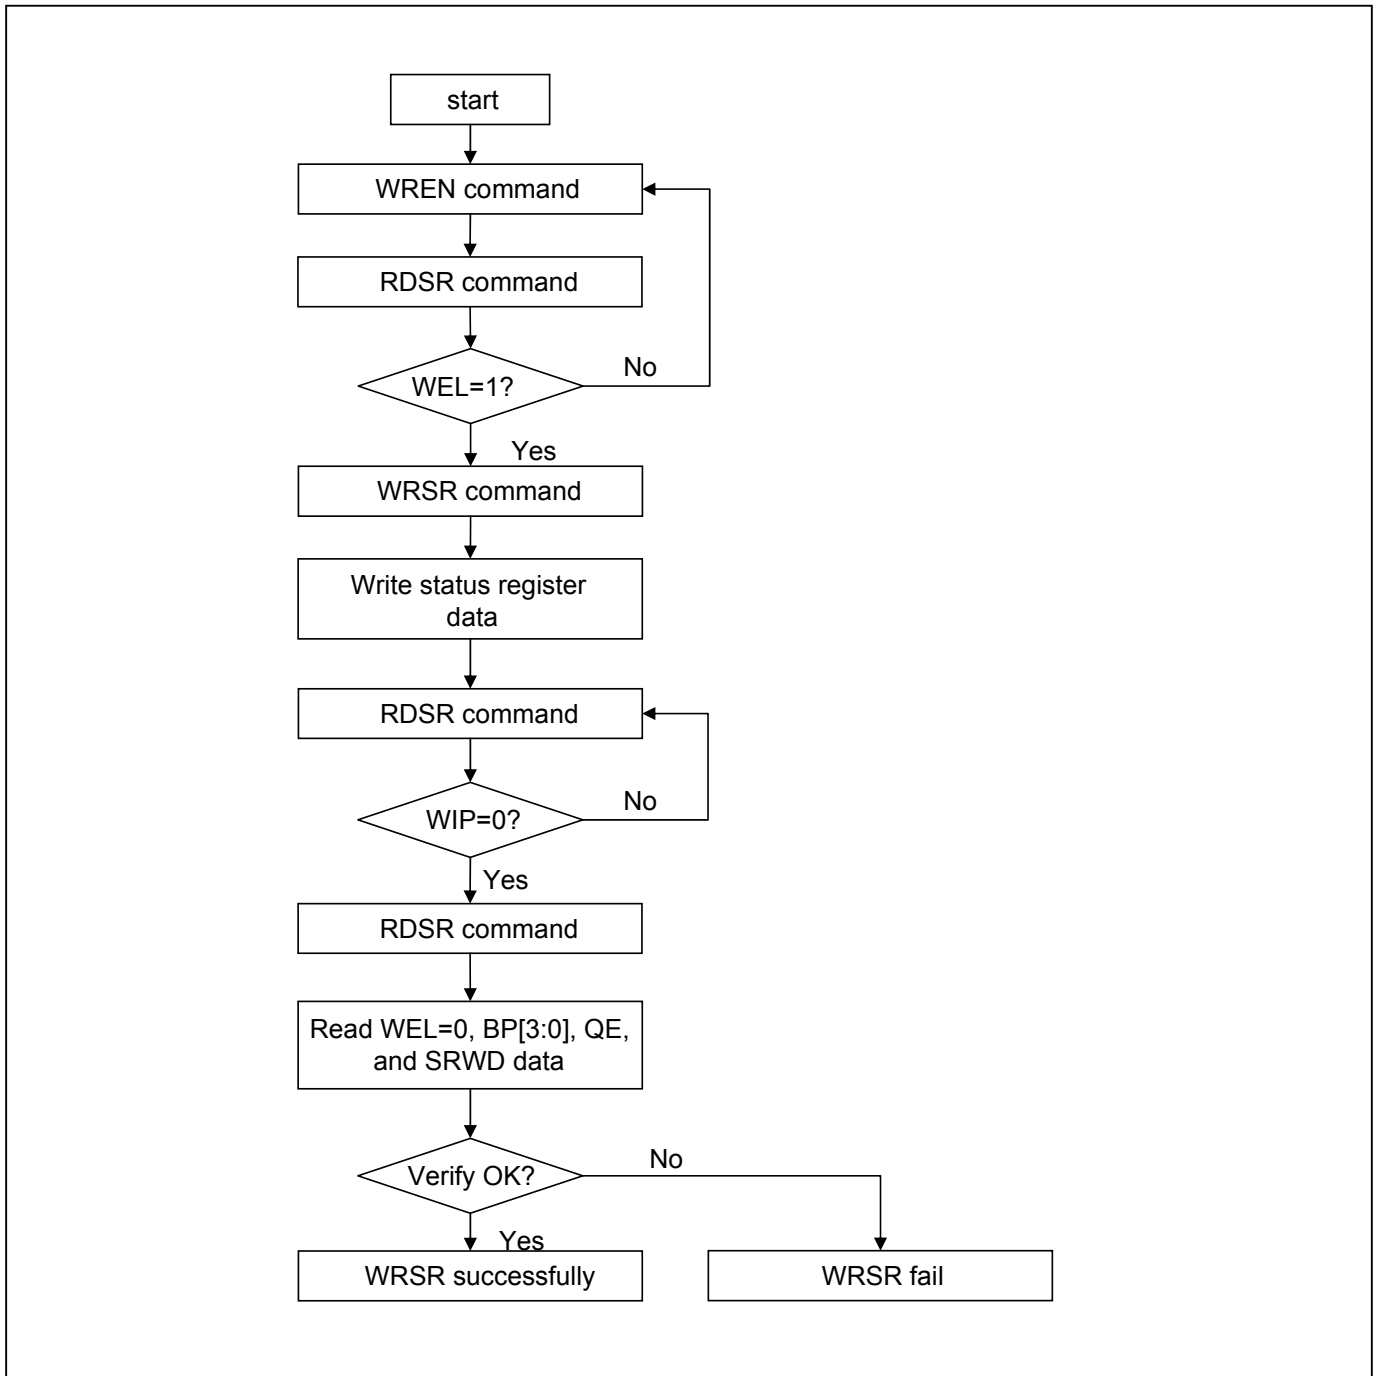 start
WREN command
RDSR command
WEL=1?
No
Yes
WRSR command
Write status register
data
RDSR command
WIP=0?
No
Yes
RDSR command
Read WEL=0, BP[3:0], QE,
and SRWD data
Verify OK?
No
Yes
WRSR successfully
WRSR fail